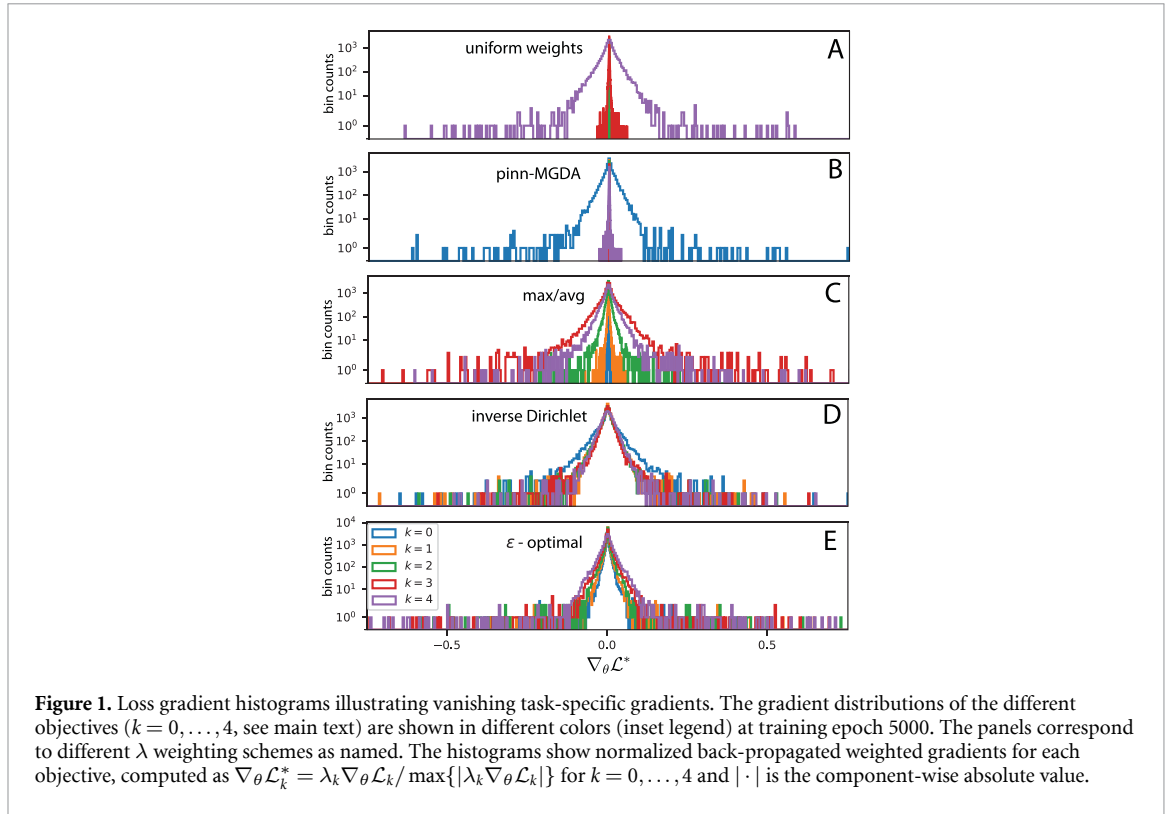 uniform weights
A
bin counts
10³
10²
10¹
10⁰
pinn-MGDA
B
bin counts
10³
10²
10¹
10⁰
max/avg
C
bin counts
10³
10²
10¹
10⁰
inverse Dirichlet
D
bin counts
10³
10²
10¹
10⁰
ε - optimal
E
bin counts
10⁴
10³
10²
10¹
10⁰
k = 0
k = 1
k = 2
k = 3
k = 4
−0.5 0.0 0.5
∇θℒ*
Figure 1. Loss gradient histograms illustrating vanishing task-specific gradients. The gradient distributions of the different
objectives (k = 0, . . . , 4, see main text) are shown in different colors (inset legend) at training epoch 5000. The panels correspond
to different λ weighting schemes as named. The histograms show normalized back-propagated weighted gradients for each
objective, computed as ∇θℒ*ₖ = λₖ∇θℒₖ/ max{|λₖ∇θℒₖ|} for k = 0, . . . , 4 and | · | is the component-wise absolute value.